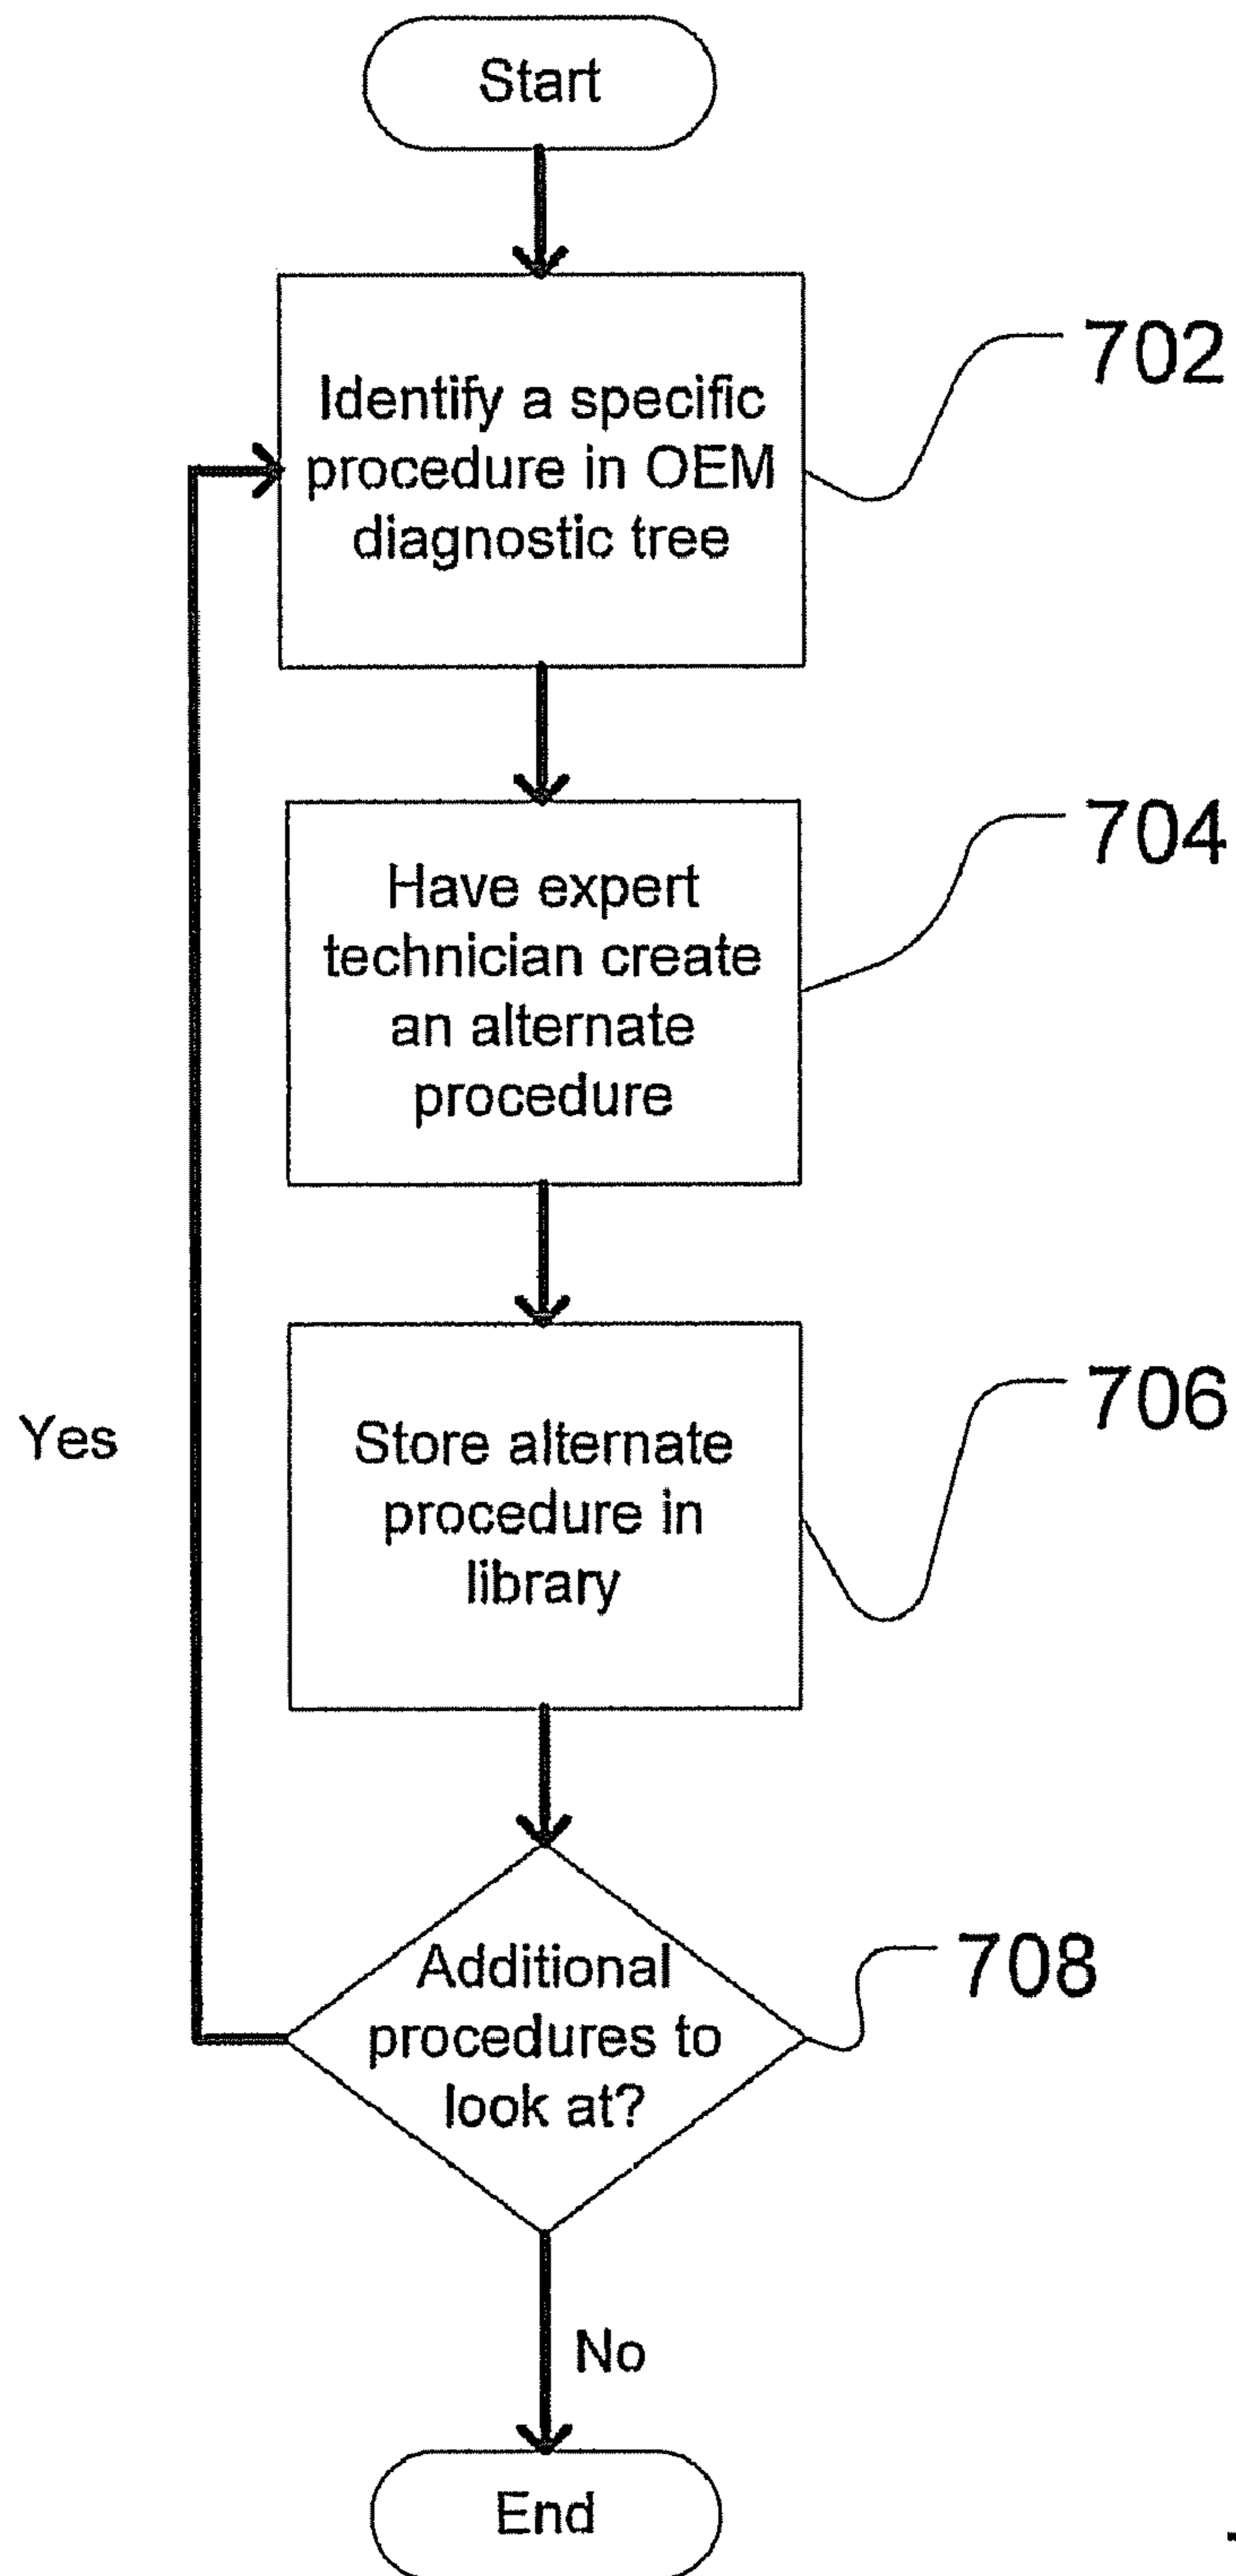 Start
Identify a specific
procedure in OEM
diagnostic tree
702
Have expert
technician create
an alternate
procedure
704
Store alternate
procedure in
library
706
Yes
Additional
procedures to
look at?
708
No
End